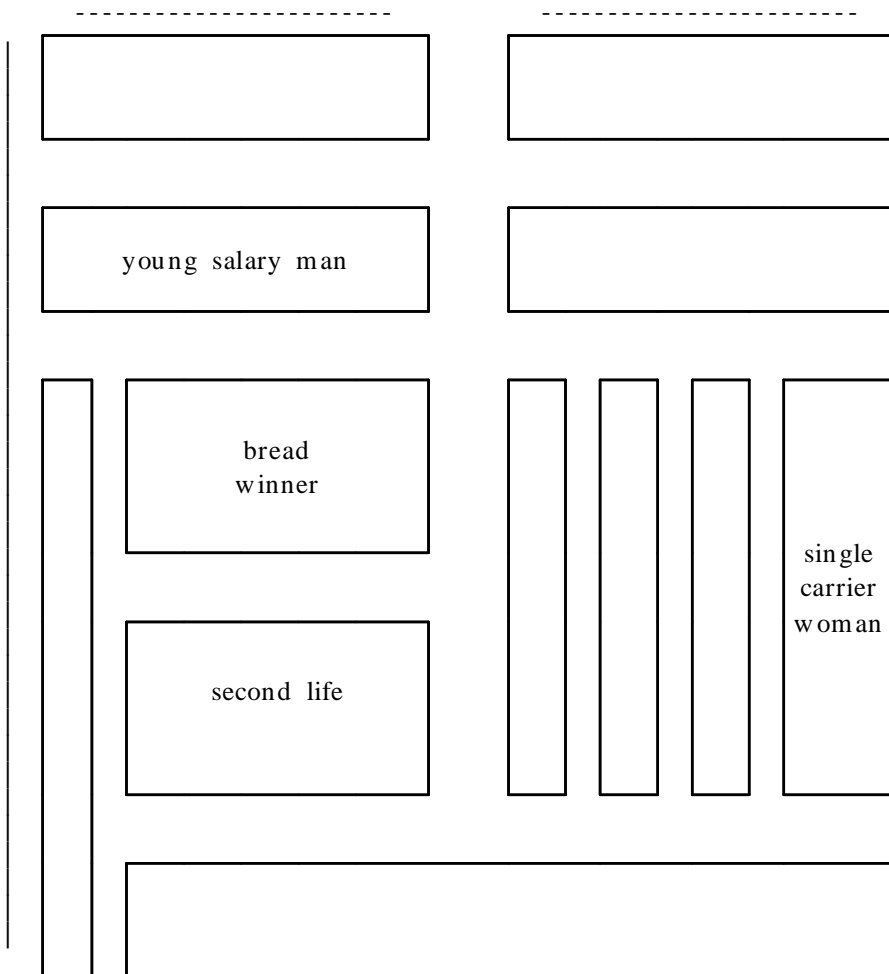 young salary man
bread
winner
second life
single
carrier
woman